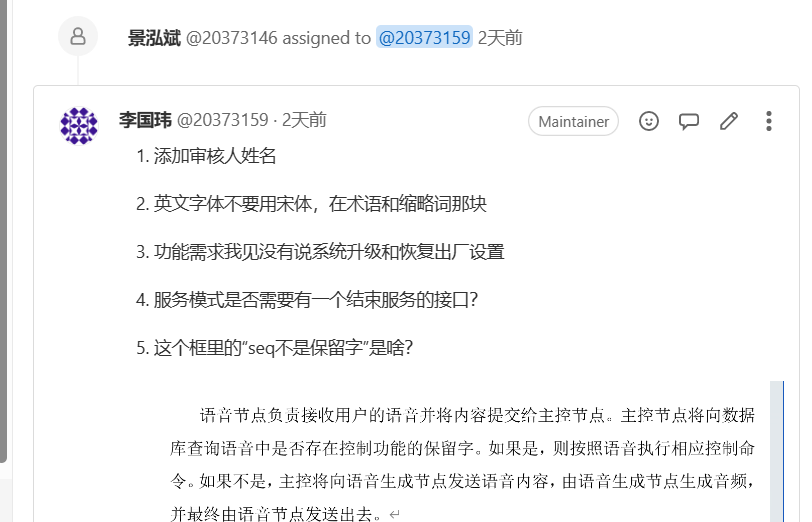 景泓斌 @20373146 assigned to @20373159 2天前
李国玮 @20373159 · 2天前
Maintainer
1. 添加审核人姓名
2. 英文字体不要用宋体，在术语和缩略词那块
3. 功能需求我见没有说系统升级和恢复出厂设置
4. 服务模式是否需要有一个结束服务的接口？
5. 这个框里的“seq不是保留字”是啥？
语音节点负责接收用户的语音并将内容提交给主控节点。主控节点将向数据
库查询语音中是否存在控制功能的保留字。如果是，则按照语音执行相应控制命
令。如果不是，主控将向语音生成节点发送语音内容，由语音生成节点生成音频，
并最终由语音节点发送出去。↵